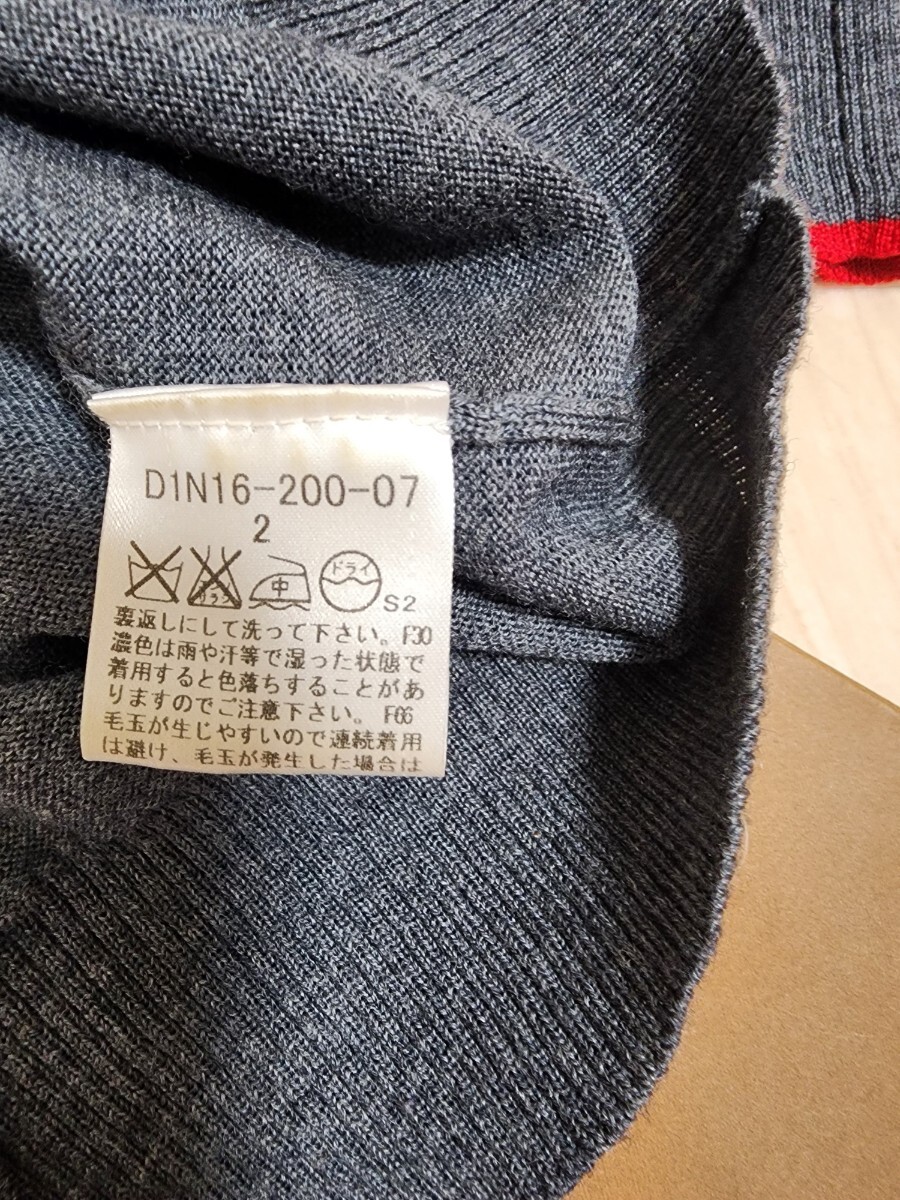 D1N16-200-07
2
中 ドライ S2
裏返しにして洗って下さい。F30
濃色は雨や汗等で湿った状態で
着用すると色落ちすることがあ
りますのでご注意下さい。F66
毛玉が生じやすいので連続着用
は避け、毛玉が発生した場合は